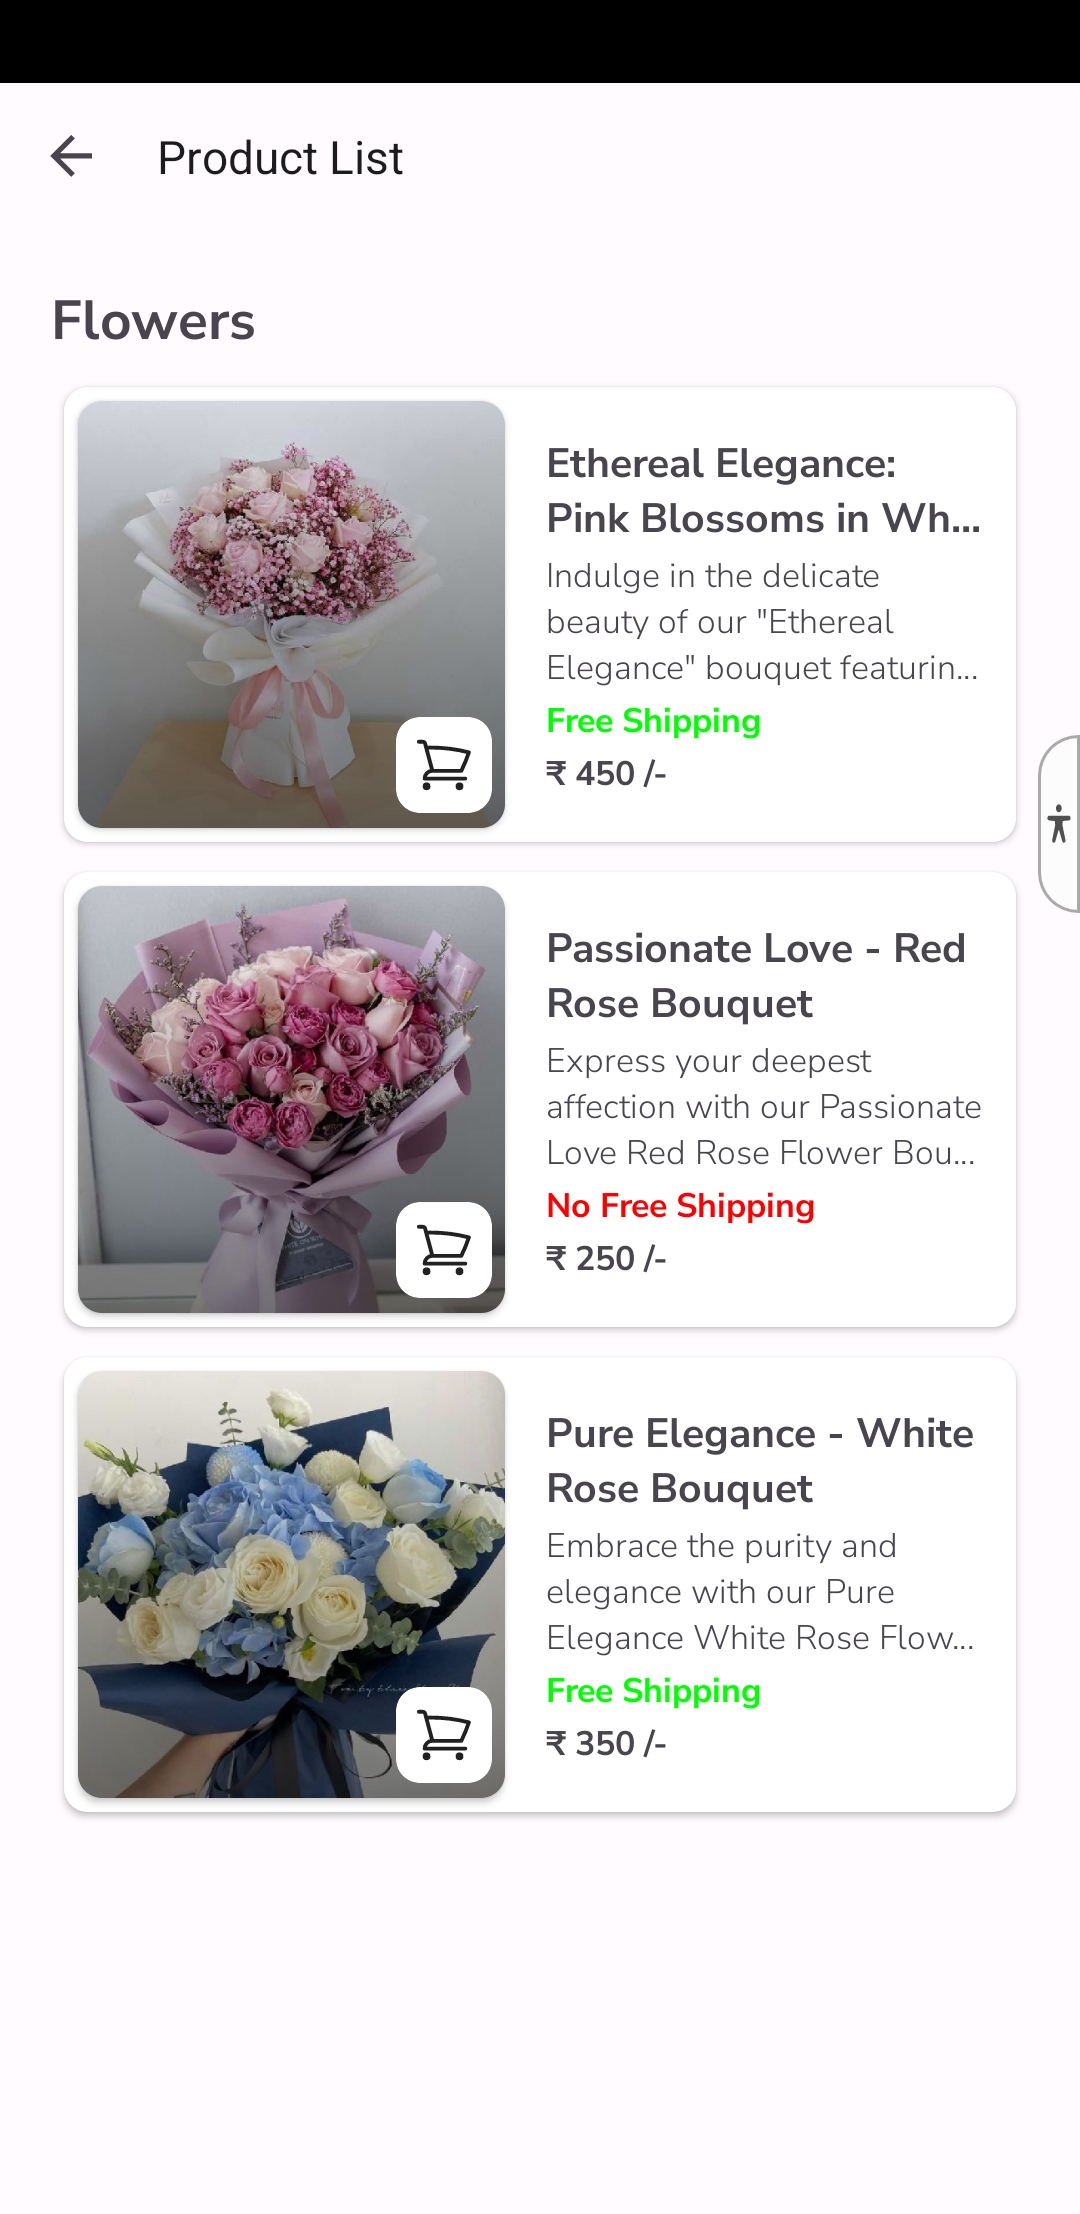 Product List
Flowers
Ethereal Elegance:
Pink Blossoms in Wh...
Indulge in the delicate
beauty of our "Ethereal
Elegance" bouquet featurin...
Free Shipping
₹ 450 /-
Passionate Love - Red
Rose Bouquet
Express your deepest
affection with our Passionate
Love Red Rose Flower Bou...
No Free Shipping
₹ 250 /-
Pure Elegance - White
Rose Bouquet
Embrace the purity and
elegance with our Pure
Elegance White Rose Flow...
Free Shipping
₹ 350 /-